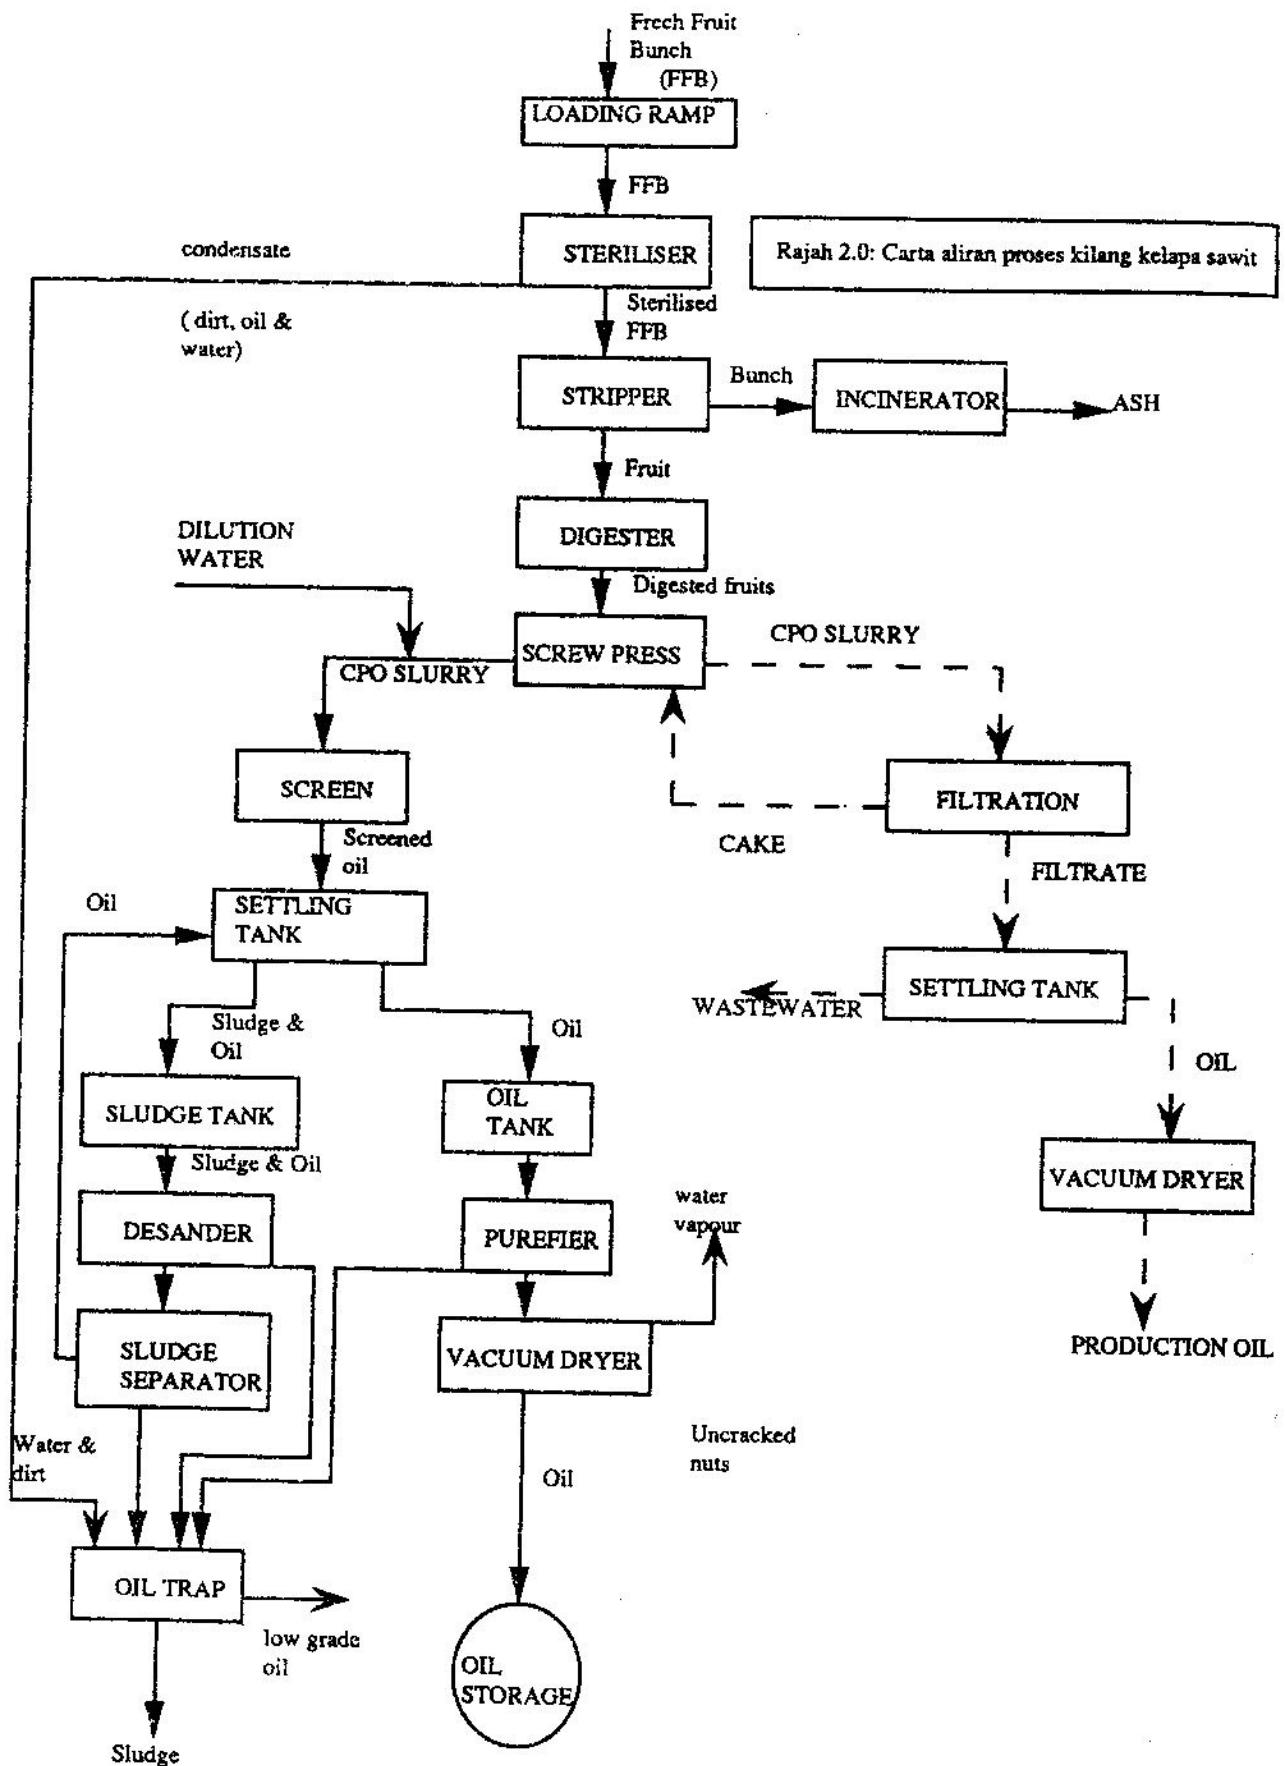 Frech Fruit
Bunch
(FFB)
LOADING RAMP
FFB
STERILISER
Rajah 2.0: Carta aliran proses kilang kelapa sawit
condensate
( dirt, oil &
water)
Sterilised
FFB
STRIPPER
Bunch
INCINERATOR
ASH
Fruit
DIGESTER
DILUTION
WATER
Digested fruits
SCREW PRESS
CPO SLURRY
CPO SLURRY
SCREEN
FILTRATION
CAKE
Screened
oil
FILTRATE
Oil
SETTLING
TANK
SETTLING TANK
WASTEWATER
Sludge &
Oil
Oil
OIL
SLUDGE TANK
OIL
TANK
Sludge & Oil
VACUUM DRYER
DESANDER
PUREFIER
water
vapour
SLUDGE
SEPARATOR
VACUUM DRYER
PRODUCTION OIL
Water &
dirt
Oil
Uncracked
nuts
OIL TRAP
low grade
oil
OIL
STORAGE
Sludge